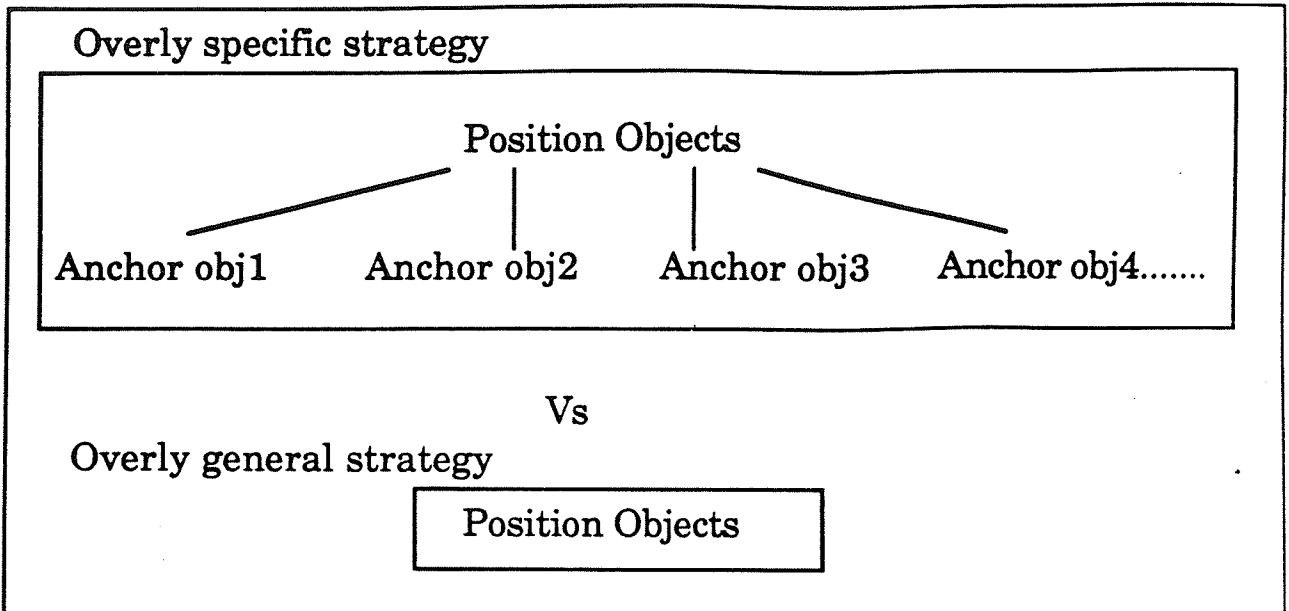 Overly specific strategy
Position Objects
Anchor obj1 Anchor obj2 Anchor obj3 Anchor obj4.......
Vs
Overly general strategy
Position Objects